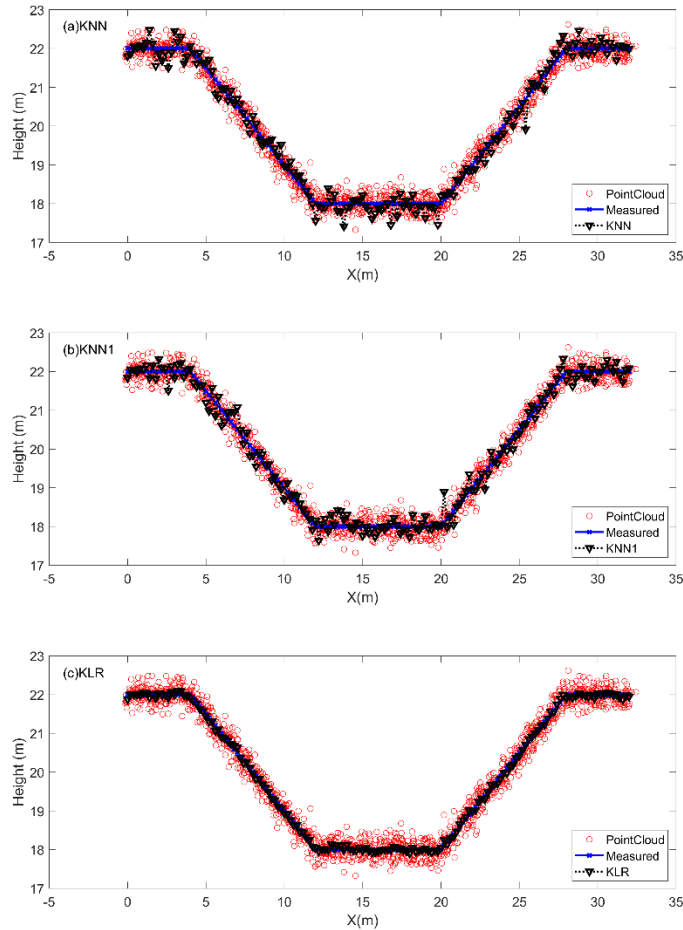 (a)KNN
23
22
21
20
19
18
17
Height (m)
-5 0 5 10 15 20 25 30 35
X(m)
PointCloud
Measured
KNN
(b)KNN1
23
22
21
20
19
18
17
Height (m)
-5 0 5 10 15 20 25 30 35
X(m)
PointCloud
Measured
KNN1
(c)KLR
23
22
21
20
19
18
17
Height (m)
-5 0 5 10 15 20 25 30 35
X(m)
PointCloud
Measured
KLR